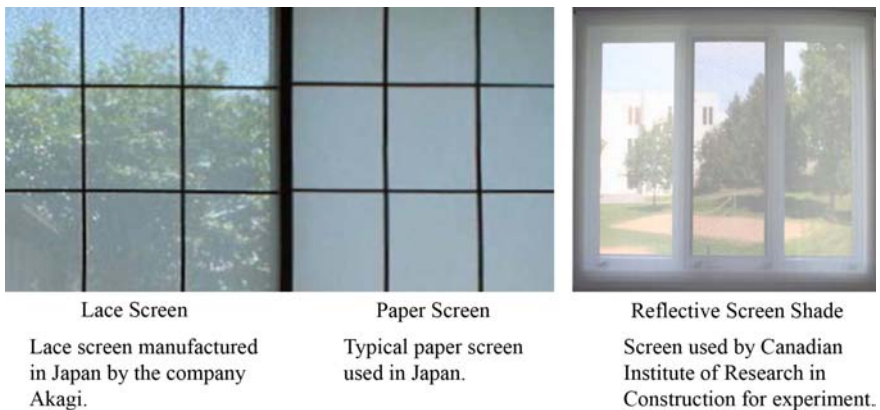 Lace Screen
Lace screen manufactured
in Japan by the company
Akagi.
Paper Screen
Typical paper screen
used in Japan.
Reflective Screen Shade
Screen used by Canadian
Institute of Research in
Construction for experiment.